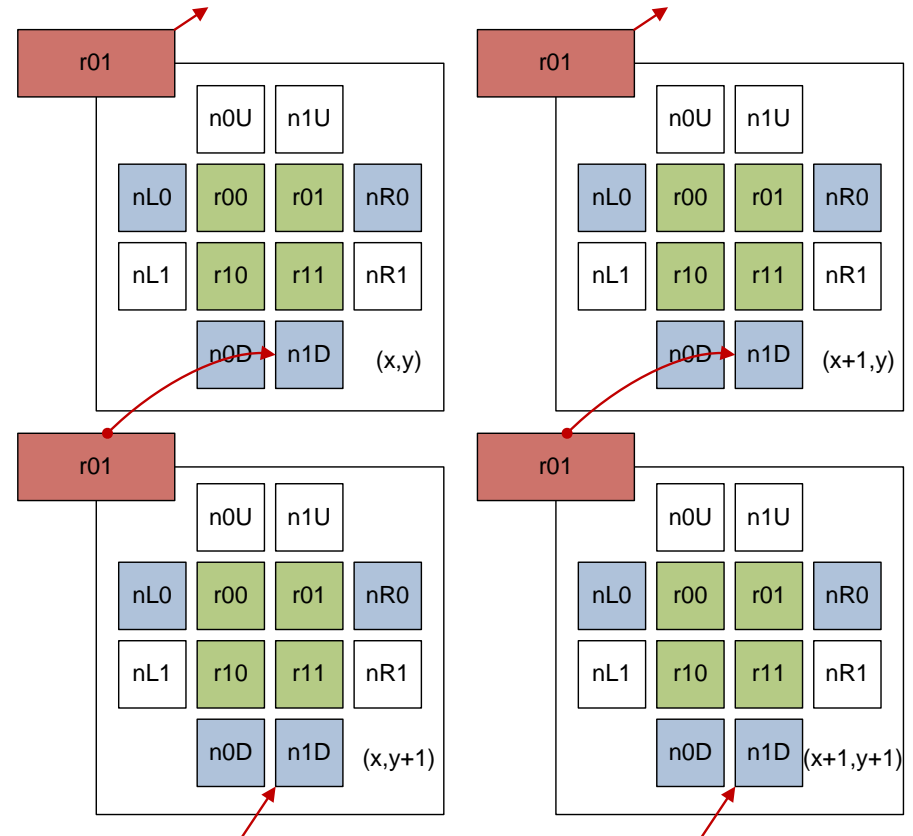 r01 r01
n0U n1U n0U n1U
nL0 r00 r01 nR0 nL0 r00 r01 nR0
nL1 r10 r11 nR1 nL1 r10 r11 nR1
n0D n1D (x,y) n0D n1D (x+1,y)
r01 r01
n0U n1U n0U n1U
nL0 r00 r01 nR0 nL0 r00 r01 nR0
nL1 r10 r11 nR1 nL1 r10 r11 nR1
n0D n1D (x,y+1) n0D n1D (x+1,y+1)